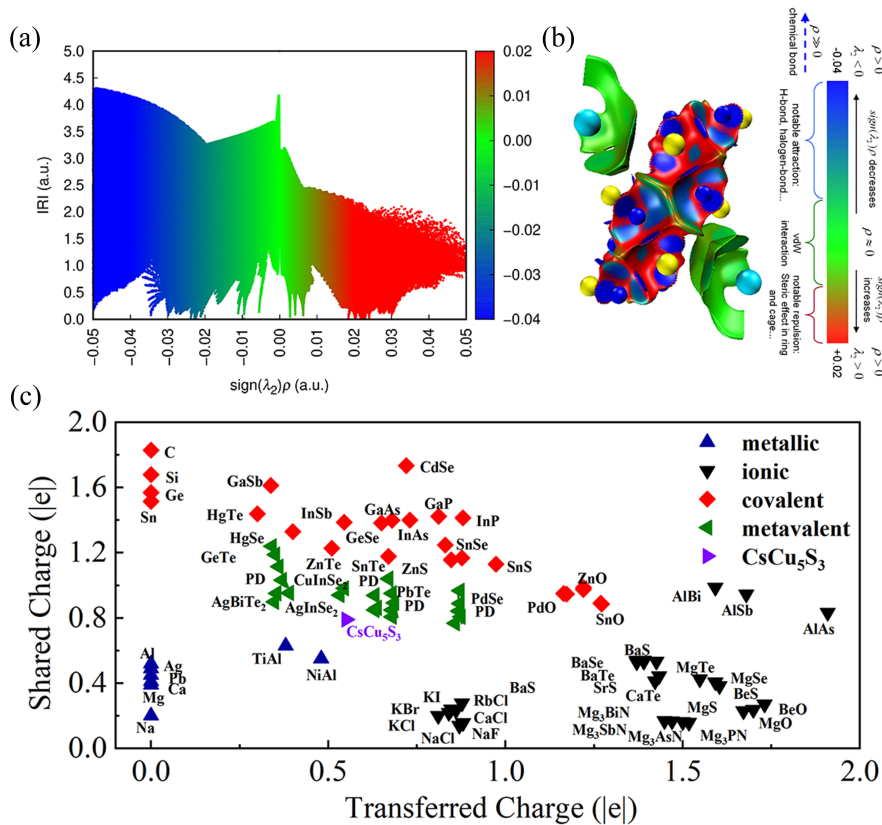 (a)
5.0
4.5
4.0
3.5
3.0
2.5
2.0
1.5
1.0
0.5
0.0
IRI (a.u.)
−0.05
−0.04
−0.03
−0.02
−0.01
0.00
0.01
0.02
0.03
0.04
0.05
sign(λ₂)ρ (a.u.)
0.02
0.01
0.00
−0.01
−0.02
−0.03
−0.04
(b)
chemical bond
ρ ≫ 0
ρ > 0
λ₂ < 0
-0.04
notable attraction:
H-bond, halogen-bond...
sign(λ₂)ρ decreases
vdW
interaction
ρ ≈ 0
notable repulsion:
Steric effect in ring
and cage...
sign(λ₂)ρ
increases
+0.02
ρ > 0
λ₂ > 0
(c)
2.0
1.6
1.2
0.8
0.4
0.0
Shared Charge (|e|)
0.0
0.5
1.0
1.5
2.0
Transferred Charge (|e|)
metallic
ionic
covalent
metavalent
CsCu₅S₃
C
Si
Ge
Sn
GaSb
CdSe
HgTe
InSb
GaAs
GaP
HgSe
GeSe
InAs
InP
GeTe
ZnTe
SnTe
ZnS
SnSe
SnS
PD
CuInSe₂
PD
PbTe
PdSe
AgBiTe₂
AgInSe₂
PD
PD
CsCu₅S₃
ZnO
PdO
SnO
AlBi
AlSb
AlAs
Al
Ag
Pb
Ca
Mg
Na
TiAl
NiAl
BaS
BaSe
BaTe
SrS
CaTe
MgTe
MgSe
BeS
BeO
MgS
MgO
KI
RbCl
BaS
KBr
CaCl
KCl
NaCl
NaF
Mg₃BiN
Mg₃SbN
Mg₃AsN
Mg₃PN